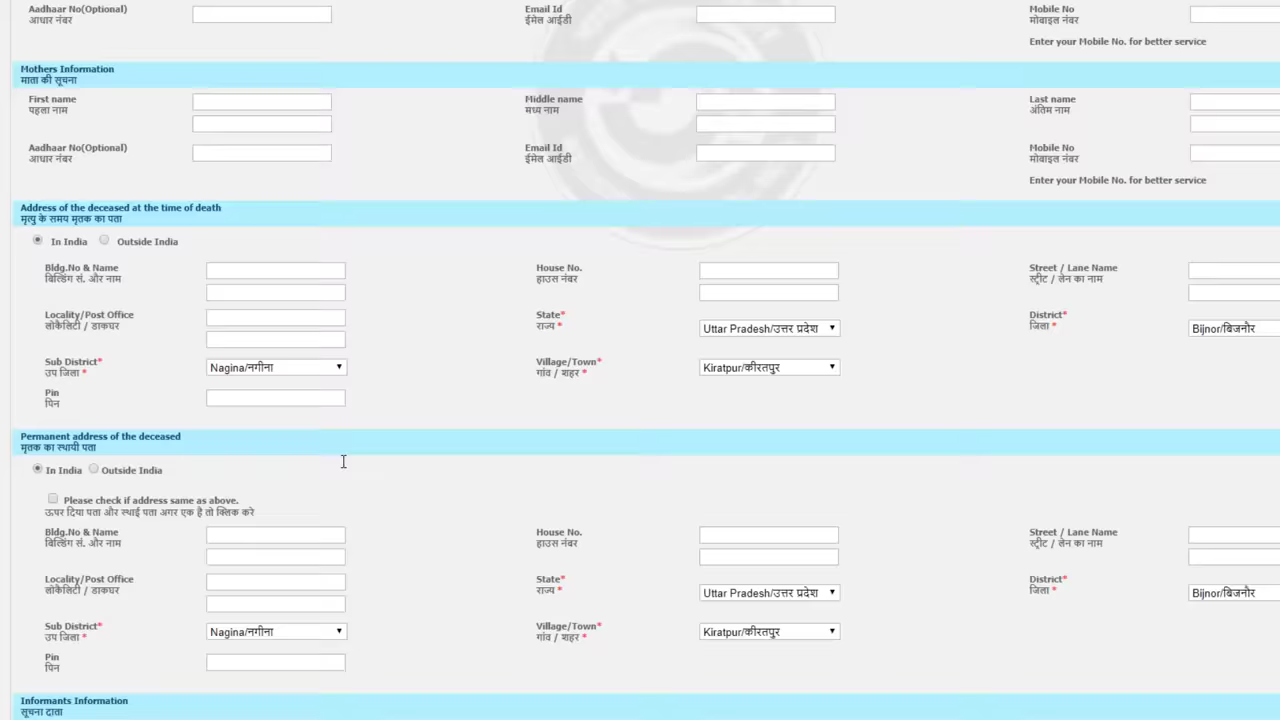 Aadhaar No(Optional) Email Id Mobile No
आधार नंबर ईमेल आईडी मोबाइल नंबर
Enter your Mobile No. for better service
Mothers Information
माता की सूचना
First name Middle name Last name
पहला नाम मध्य नाम अंतिम नाम
Aadhaar No(Optional) Email Id Mobile No
आधार नंबर ईमेल आईडी मोबाइल नंबर
Enter your Mobile No. for better service
Address of the deceased at the time of death
मृत्यु के समय मृतक का पता
In India Outside India
Bldg.No & Name House No. Street / Lane Name
बिल्डिंग सं. और नाम हाउस नंबर स्ट्रीट / लेन का नाम
Locality/Post Office State* District*
लोकैलिटी / डाकघर राज्य * Uttar Pradesh/उत्तर प्रदेश जिला * Bijnor/बिजनौर
Sub District* Nagina/नगीना Village/Town* Kiratpur/कीरतपुर
उप जिला * गांव / शहर *
Pin
पिन
Permanent address of the deceased
मृतक का स्थायी पता
In India Outside India
Please check if address same as above.
ऊपर दिया पता और स्थाई पता अगर एक है तो क्लिक करे
Bldg.No & Name House No. Street / Lane Name
बिल्डिंग सं. और नाम हाउस नंबर स्ट्रीट / लेन का नाम
Locality/Post Office State* District*
लोकैलिटी / डाकघर राज्य * Uttar Pradesh/उत्तर प्रदेश जिला * Bijnor/बिजनौर
Sub District* Nagina/नगीना Village/Town* Kiratpur/कीरतपुर
उप जिला * गांव / शहर *
Pin
पिन
Informants Information
सूचना दाता